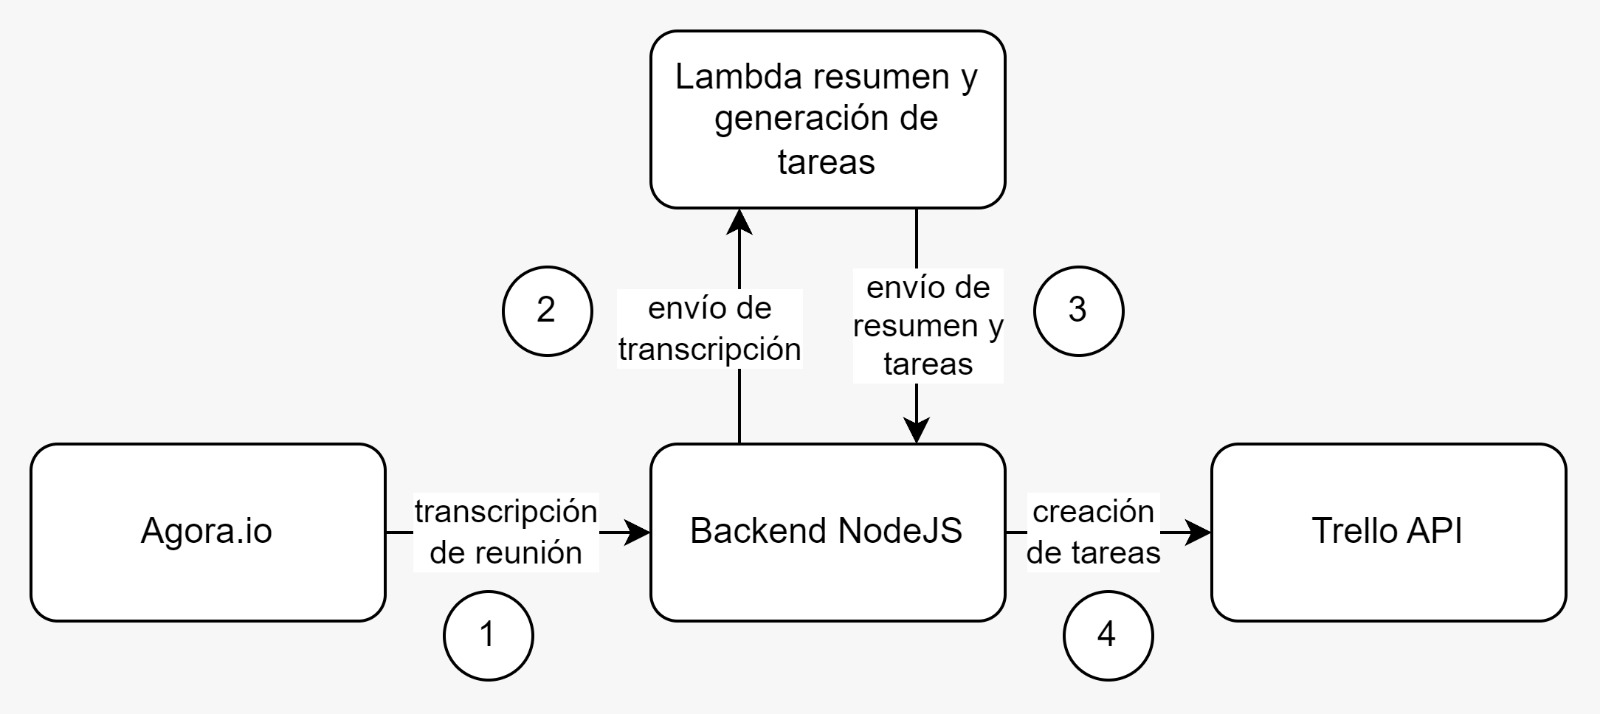 Lambda resumen y
generación de
tareas
2
envío de
transcripción
envío de
resumen y
tareas
3
Agora.io
transcripción
de reunión
Backend NodeJS
creación
de tareas
Trello API
1
4